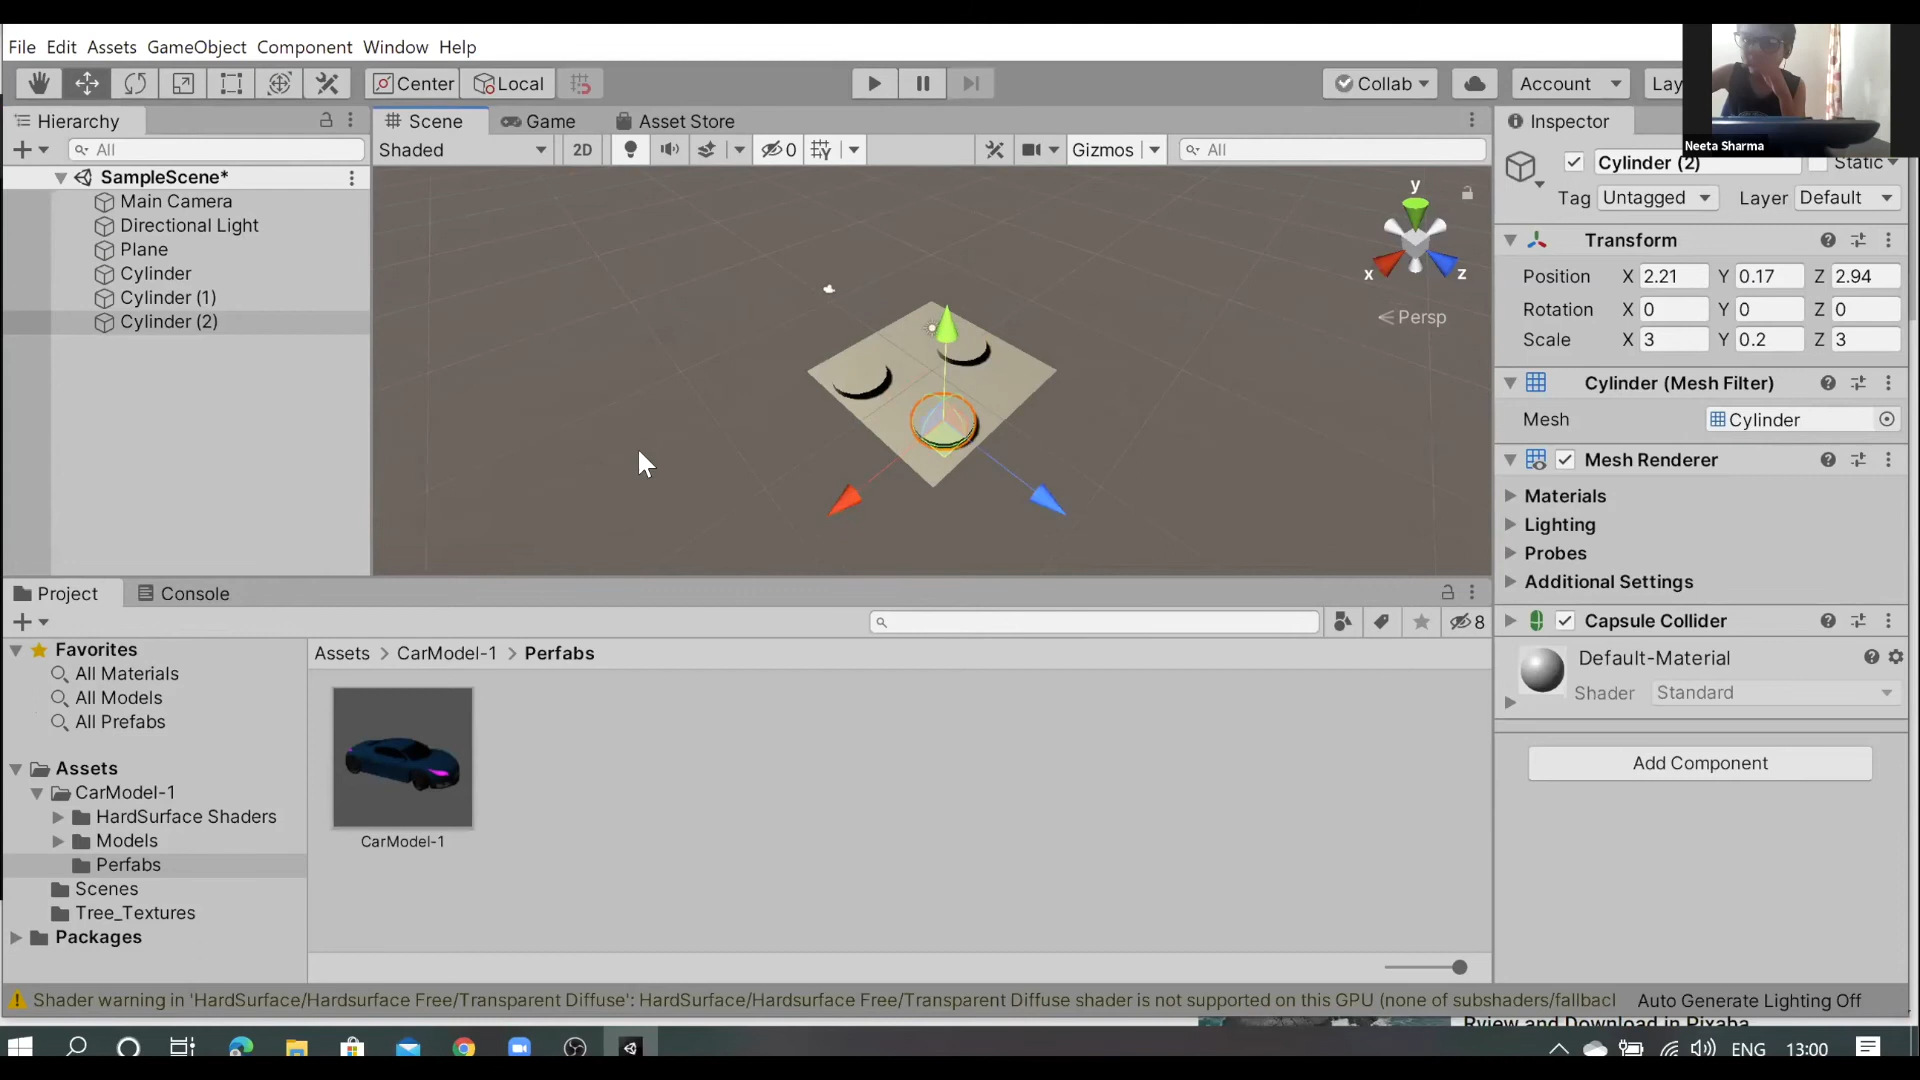 File Edit Assets GameObject Component Window Help
Center Local Collab Account Lay
Neeta Sharma
Hierarchy
All
SampleScene*
Main Camera
Directional Light
Plane
Cylinder
Cylinder (1)
Cylinder (2)
Scene Game Asset Store
Shaded 2D 0 Gizmos All
y
x z
Persp
Inspector
Cylinder (2) Static
Tag Untagged Layer Default
Transform
Position X 2.21 Y 0.17 Z 2.94
Rotation X 0 Y 0 Z 0
Scale X 3 Y 0.2 Z 3
Cylinder (Mesh Filter)
Mesh Cylinder
Mesh Renderer
Materials
Lighting
Probes
Additional Settings
Capsule Collider
Default-Material
Shader Standard
Add Component
Project Console
8
Favorites
All Materials
All Models
All Prefabs
Assets
CarModel-1
HardSurface Shaders
Models
Perfabs
Scenes
Tree_Textures
Packages
Assets > CarModel-1 > Perfabs
CarModel-1
Shader warning in 'HardSurface/Hardsurface Free/Transparent Diffuse': HardSurface/Hardsurface Free/Transparent Diffuse shader is not supported on this GPU (none of subshaders/fallbacl Auto Generate Lighting Off
ENG 13:00